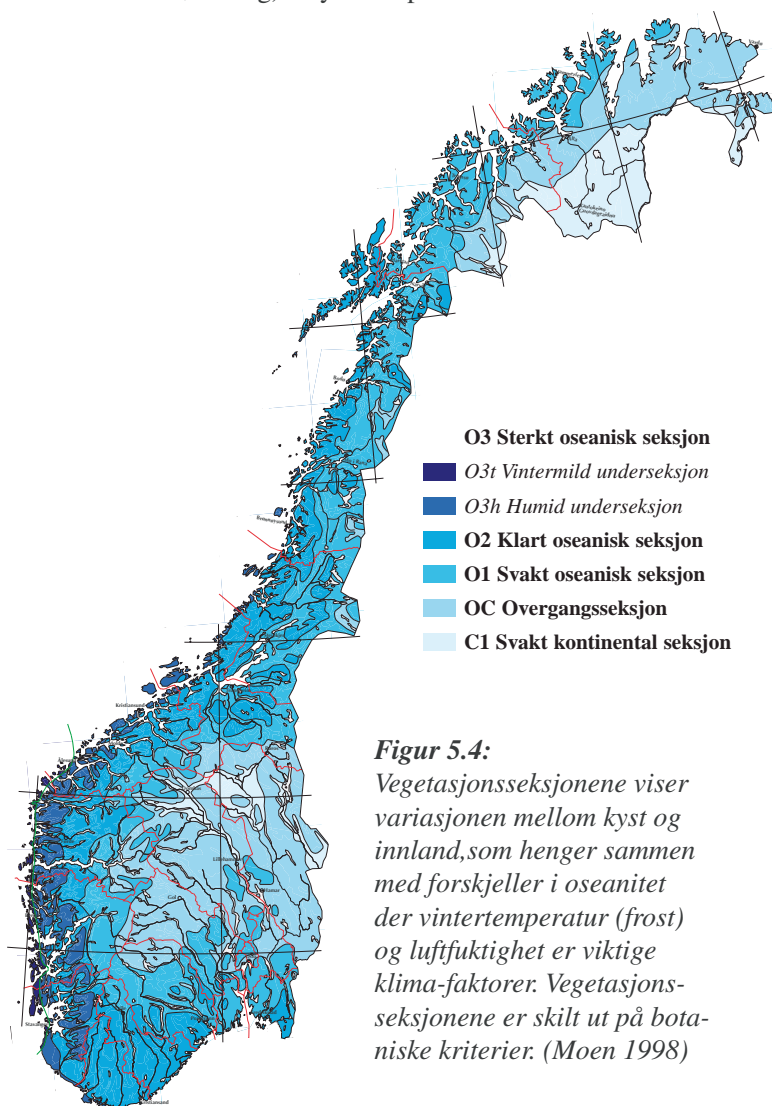 O3 Sterkt oseanisk seksjon
O3t Vintermild underseksjon
O3h Humid underseksjon
O2 Klart oseanisk seksjon
O1 Svakt oseanisk seksjon
OC Overgangsseksjon
C1 Svakt kontinental seksjon
Kristiansund
Lillehammer
Hamar
Figur 5.4:
Vegetasjonsseksjonene viser
variasjonen mellom kyst og
innland,som henger sammen
med forskjeller i oseanitet
der vintertemperatur (frost)
og luftfuktighet er viktige
klima-faktorer. Vegetasjons-
seksjonene er skilt ut på bota-
niske kriterier. (Moen 1998)